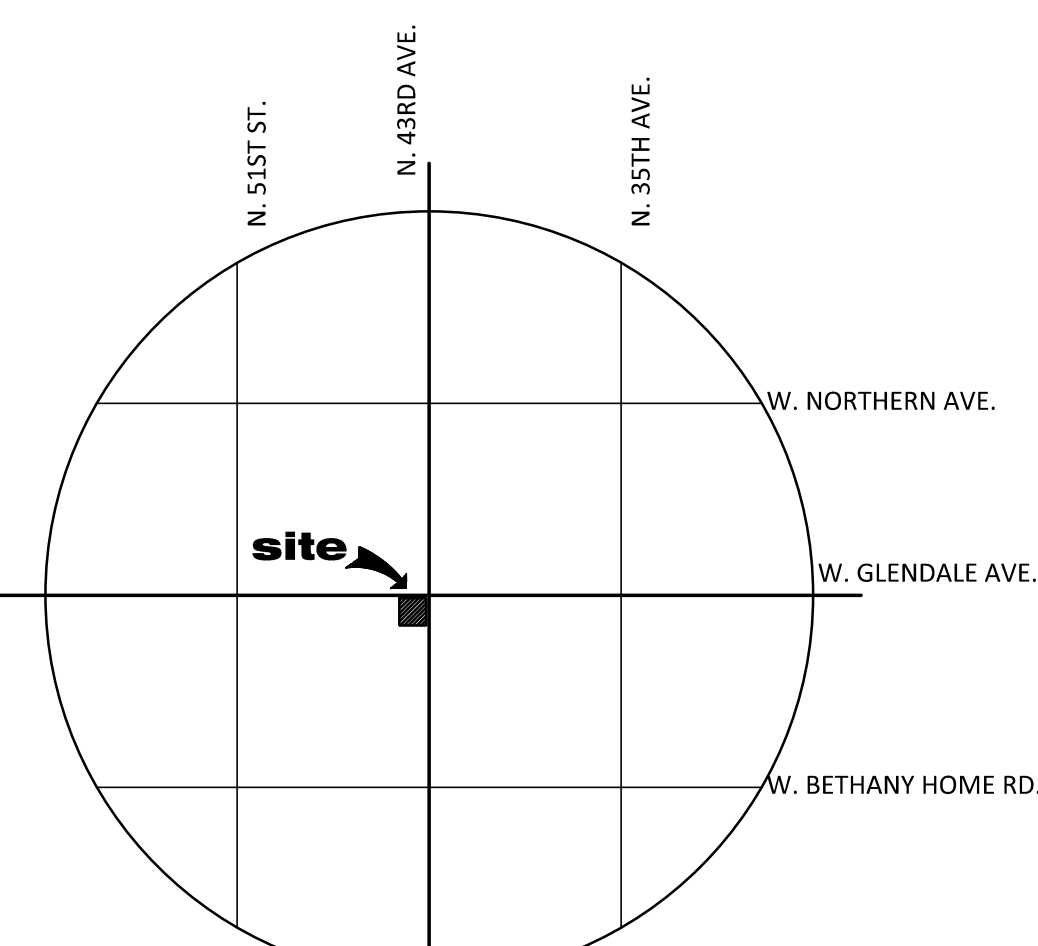 N. 51ST ST.
N. 43RD AVE.
N. 35TH AVE.
W. NORTHERN AVE.
site
W. GLENDALE AVE.
W. BETHANY HOME RD.